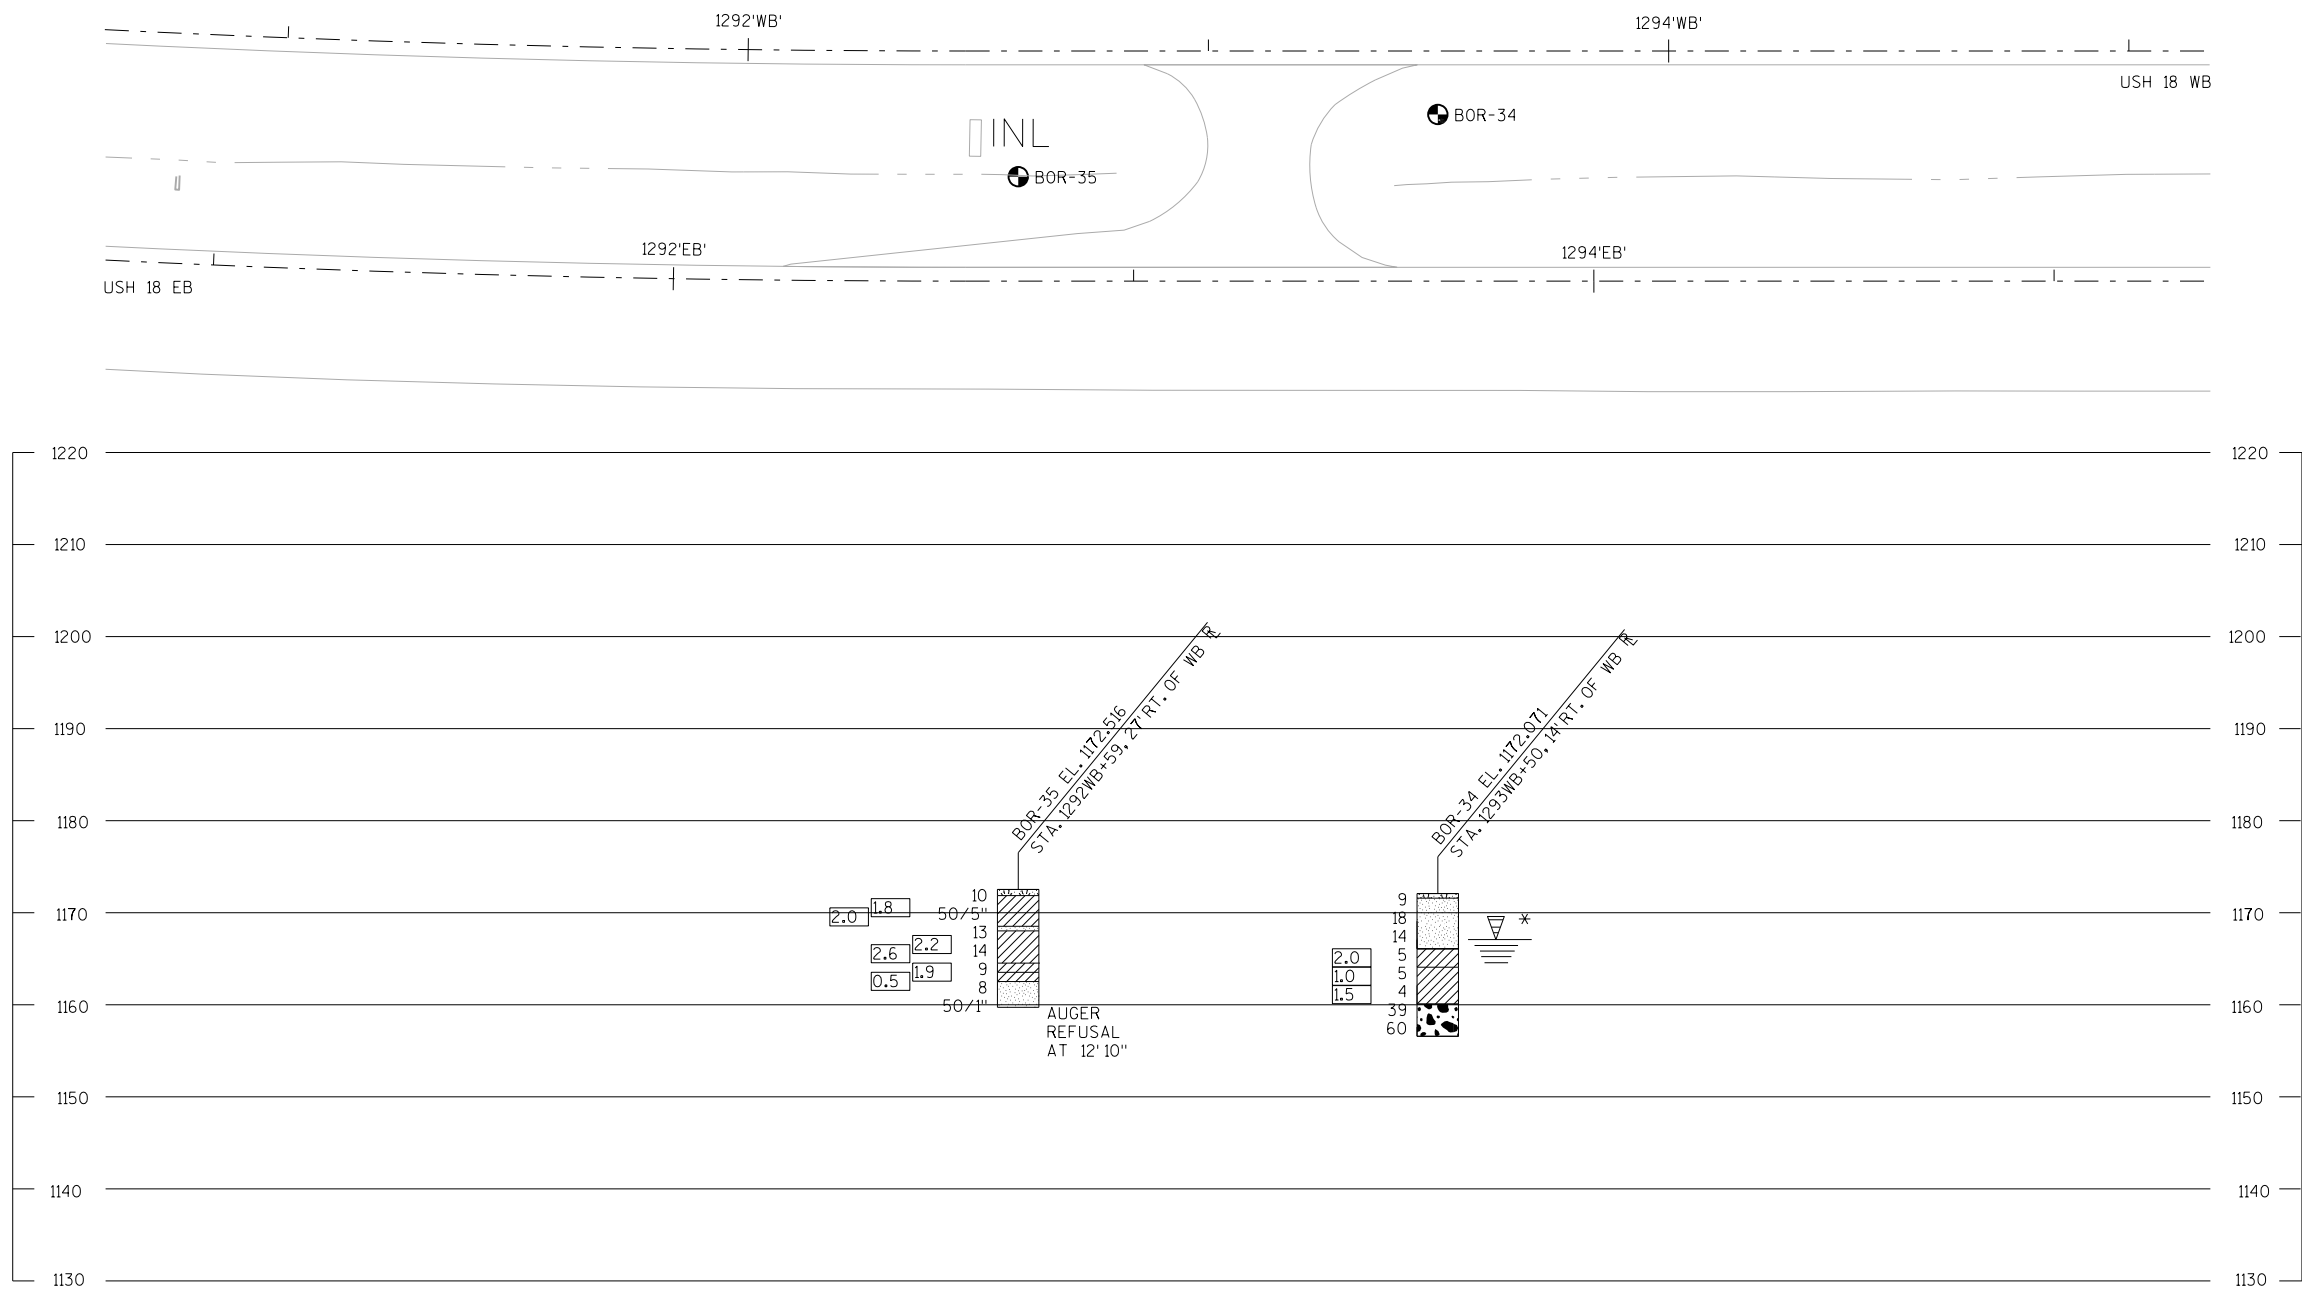 1292'WB'
1294'WB'
USH 18 WB
INL
BOR-34
BOR-35
1292'EB'
1294'EB'
USH 18 EB
1220
1220
1210
1210
1200
1200
1190
1190
1180
1180
1170
1170
1160
1160
1150
1150
1140
1140
1130
1130
BOR-35 EL. 1172.516
STA. 1292WB+59, 27' RT. OF WB RL
BOR-34 EL. 1172.071
STA. 1293WB+50, 14' RT. OF WB RL
10
50/5"
13
14
9
8
50/1"
1.8
2.0
2.2
2.6
1.9
0.5
AUGER
REFUSAL
AT 12'10"
9
18
14
5
5
4
39
60
2.0
1.0
1.5
*